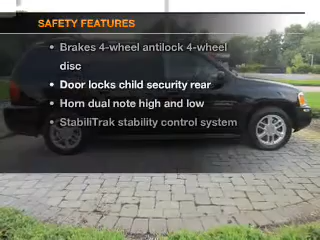 SAFETY FEATURES
• Brakes 4-wheel antilock 4-wheel
disc
• Door locks child security rear
• Horn dual note high and low
• StabiliTrak stability control system